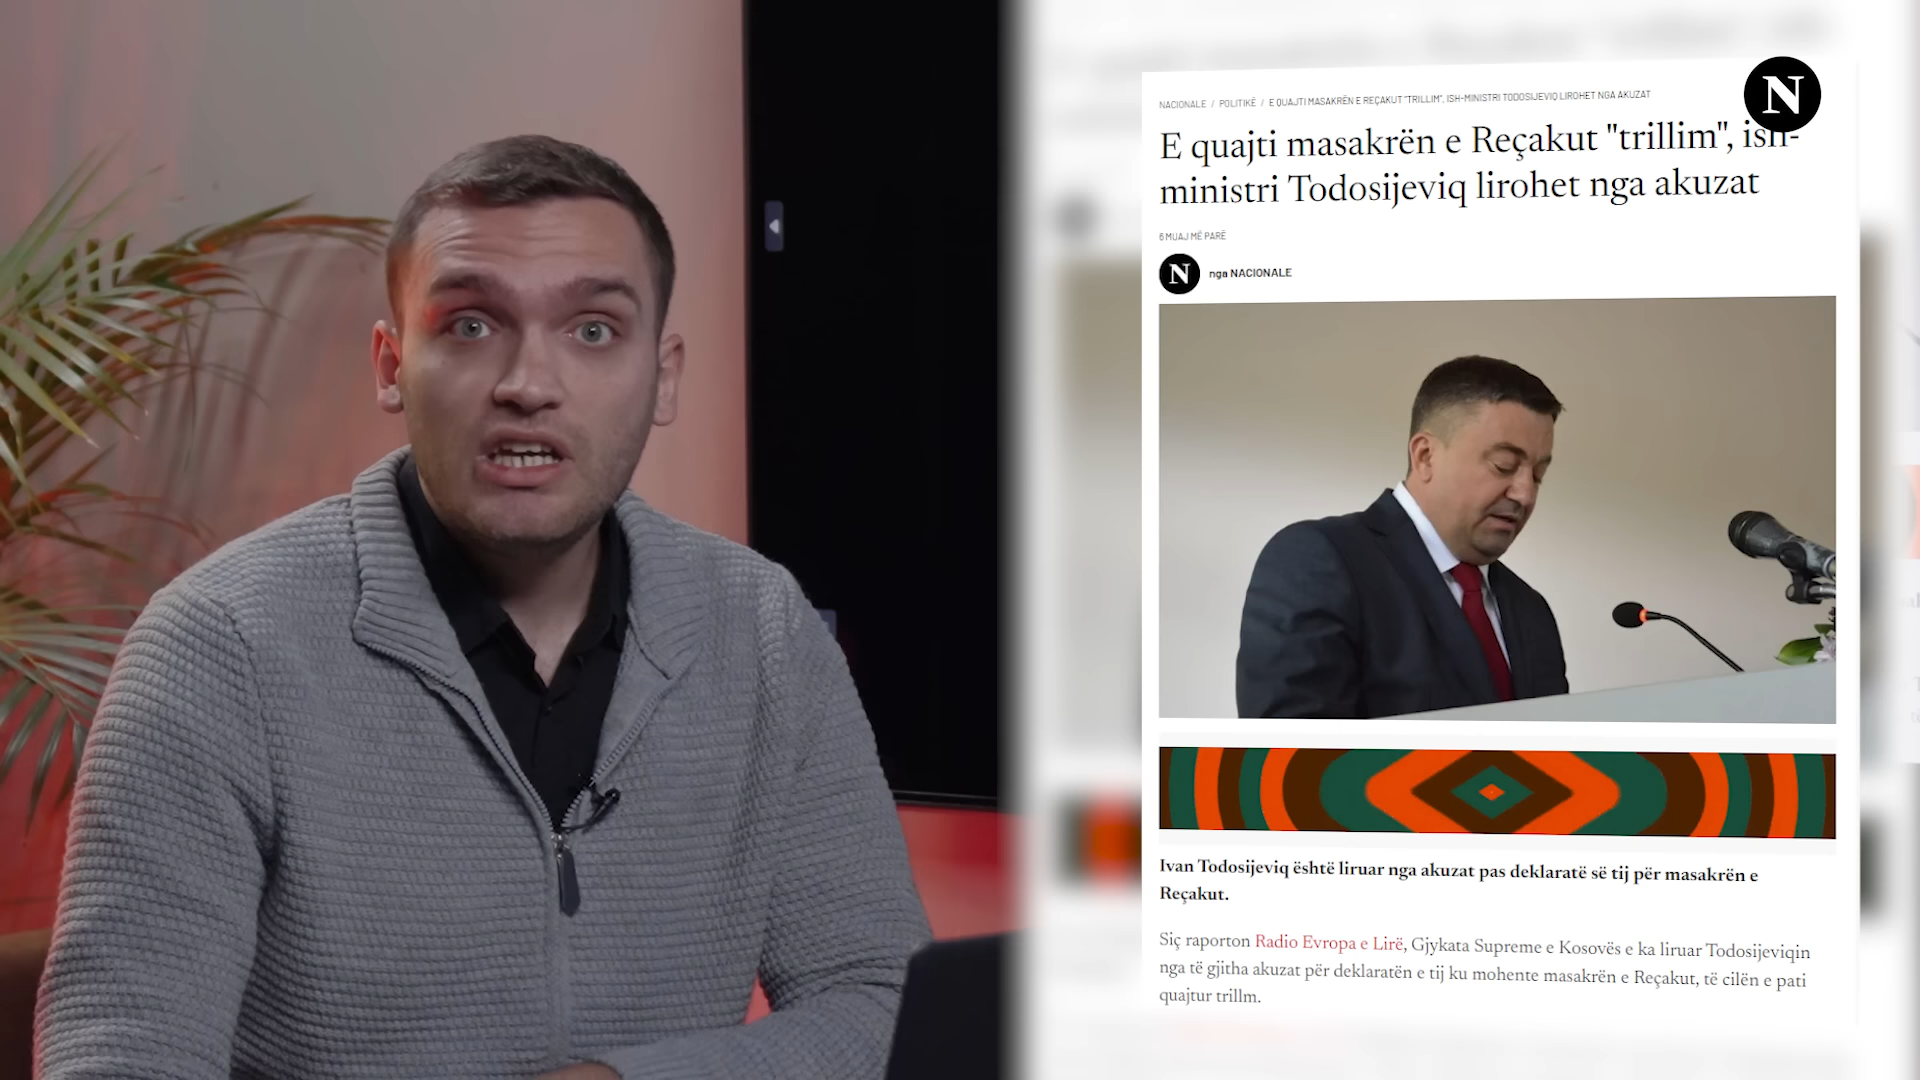 NACIONALE / POLITIKË / E QUAJTI MASAKRËN E REÇAKUT "TRILLIM", ISH-MINISTRI TODOSIJEVIQ LIROHET NGA AKUZAT
N
E quajti masakrën e Reçakut "trillim", ish-
ministri Todosijeviq lirohet nga akuzat
6 MUAJ MË PARË
N nga NACIONALE
Ivan Todosijeviq është liruar nga akuzat pas deklaratë së tij për masakrën e
Reçakut.
Siç raporton Radio Evropa e Lirë, Gjykata Supreme e Kosovës e ka liruar Todosijeviqin
nga të gjitha akuzat për deklaratën e tij ku mohente masakrën e Reçakut, të cilën e pati
quajtur trillm.